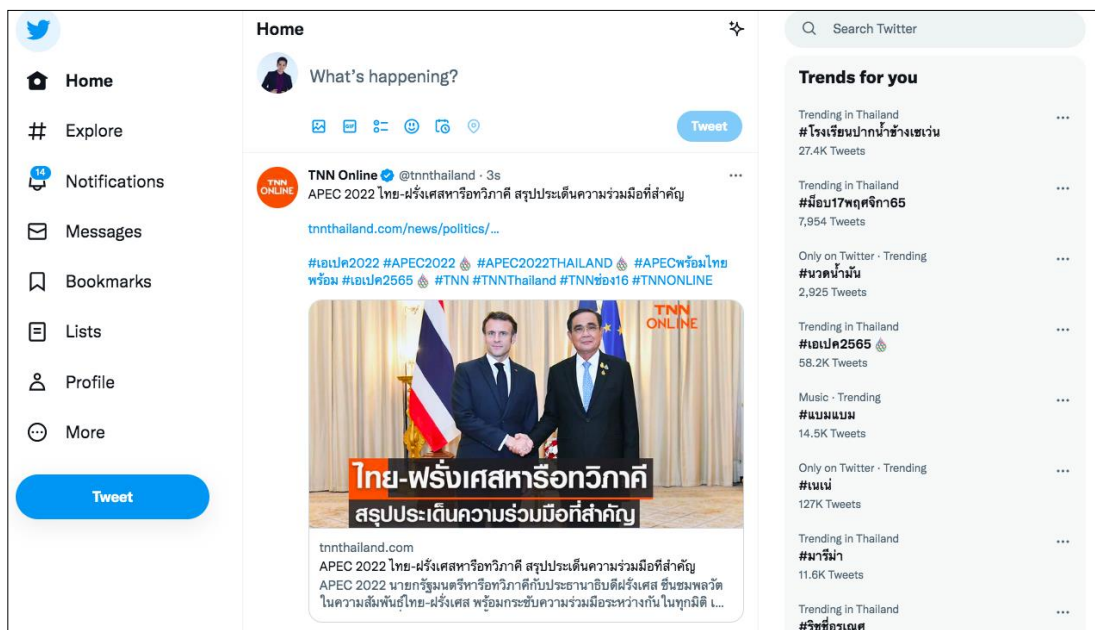 Home
Explore
14
Notifications
Messages
Bookmarks
Lists
Profile
More
Tweet
Home
What's happening?
GIF
Tweet
TNN
ONLINE
TNN Online @tnnthailand · 3s
APEC 2022 ไทย-ฝรั่งเศสหารือทวิภาคี สรุปประเด็นความร่วมมือที่สำคัญ
tnnthailand.com/news/politics/...
#เอเปค2022 #APEC2022 #APEC2022THAILAND #APECพร้อมไทย
พร้อม #เอเปค2565 #TNN #TNNThailand #TNNช่อง16 #TNNONLINE
TNN
ONLINE
ไทย-ฝรั่งเศสหารือทวิภาคี
สรุปประเด็นความร่วมมือที่สำคัญ
tnnthailand.com
APEC 2022 ไทย-ฝรั่งเศสหารือทวิภาคี สรุปประเด็นความร่วมมือที่สำคัญ
APEC 2022 นายกรัฐมนตรีหารือทวิภาคีกับประธานาธิบดีฝรั่งเศส ชื่นชมพลวัต
ในความสัมพันธ์ไทย-ฝรั่งเศส พร้อมกระชับความร่วมมือระหว่างกันในทุกมิติ เ...
Search Twitter
Trends for you
Trending in Thailand
#โรงเรียนปากน้ำช้างเซเว่น
27.4K Tweets
Trending in Thailand
#ม็อบ17พฤศจิกา65
7,954 Tweets
Only on Twitter · Trending
#นวดน้ำมัน
2,925 Tweets
Trending in Thailand
#เอเปค2565
58.2K Tweets
Music · Trending
#แบมแบม
14.5K Tweets
Only on Twitter · Trending
#เนเน่
127K Tweets
Trending in Thailand
#มารีม่า
11.6K Tweets
Trending in Thailand